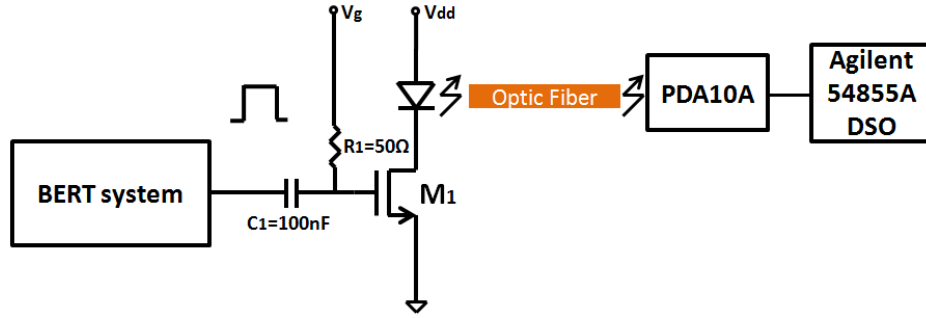 Vg
Vdd
BERT system
C1=100nF
R1=50Ω
M1
Optic Fiber
PDA10A
Agilent
54855A
DSO